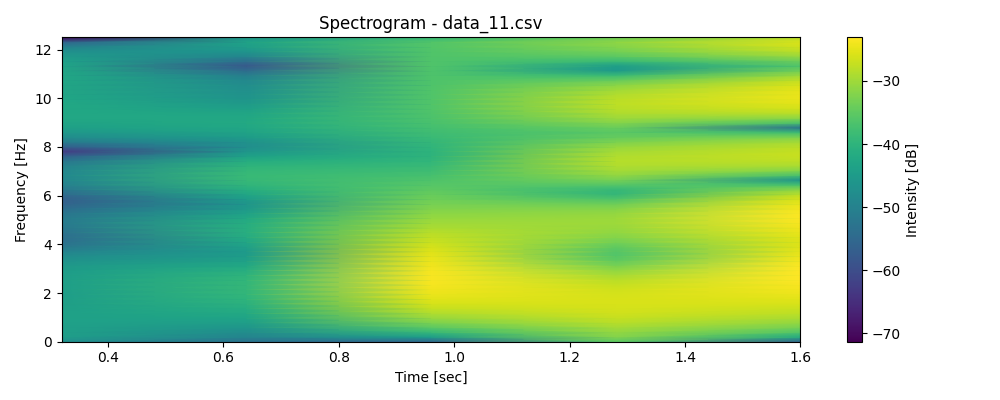 Spectrogram - data_11.csv
12
10
8
6
4
2
0
Frequency [Hz]
0.4 0.6 0.8 1.0 1.2 1.4 1.6
Time [sec]
−30
−40
−50
−60
−70
Intensity [dB]